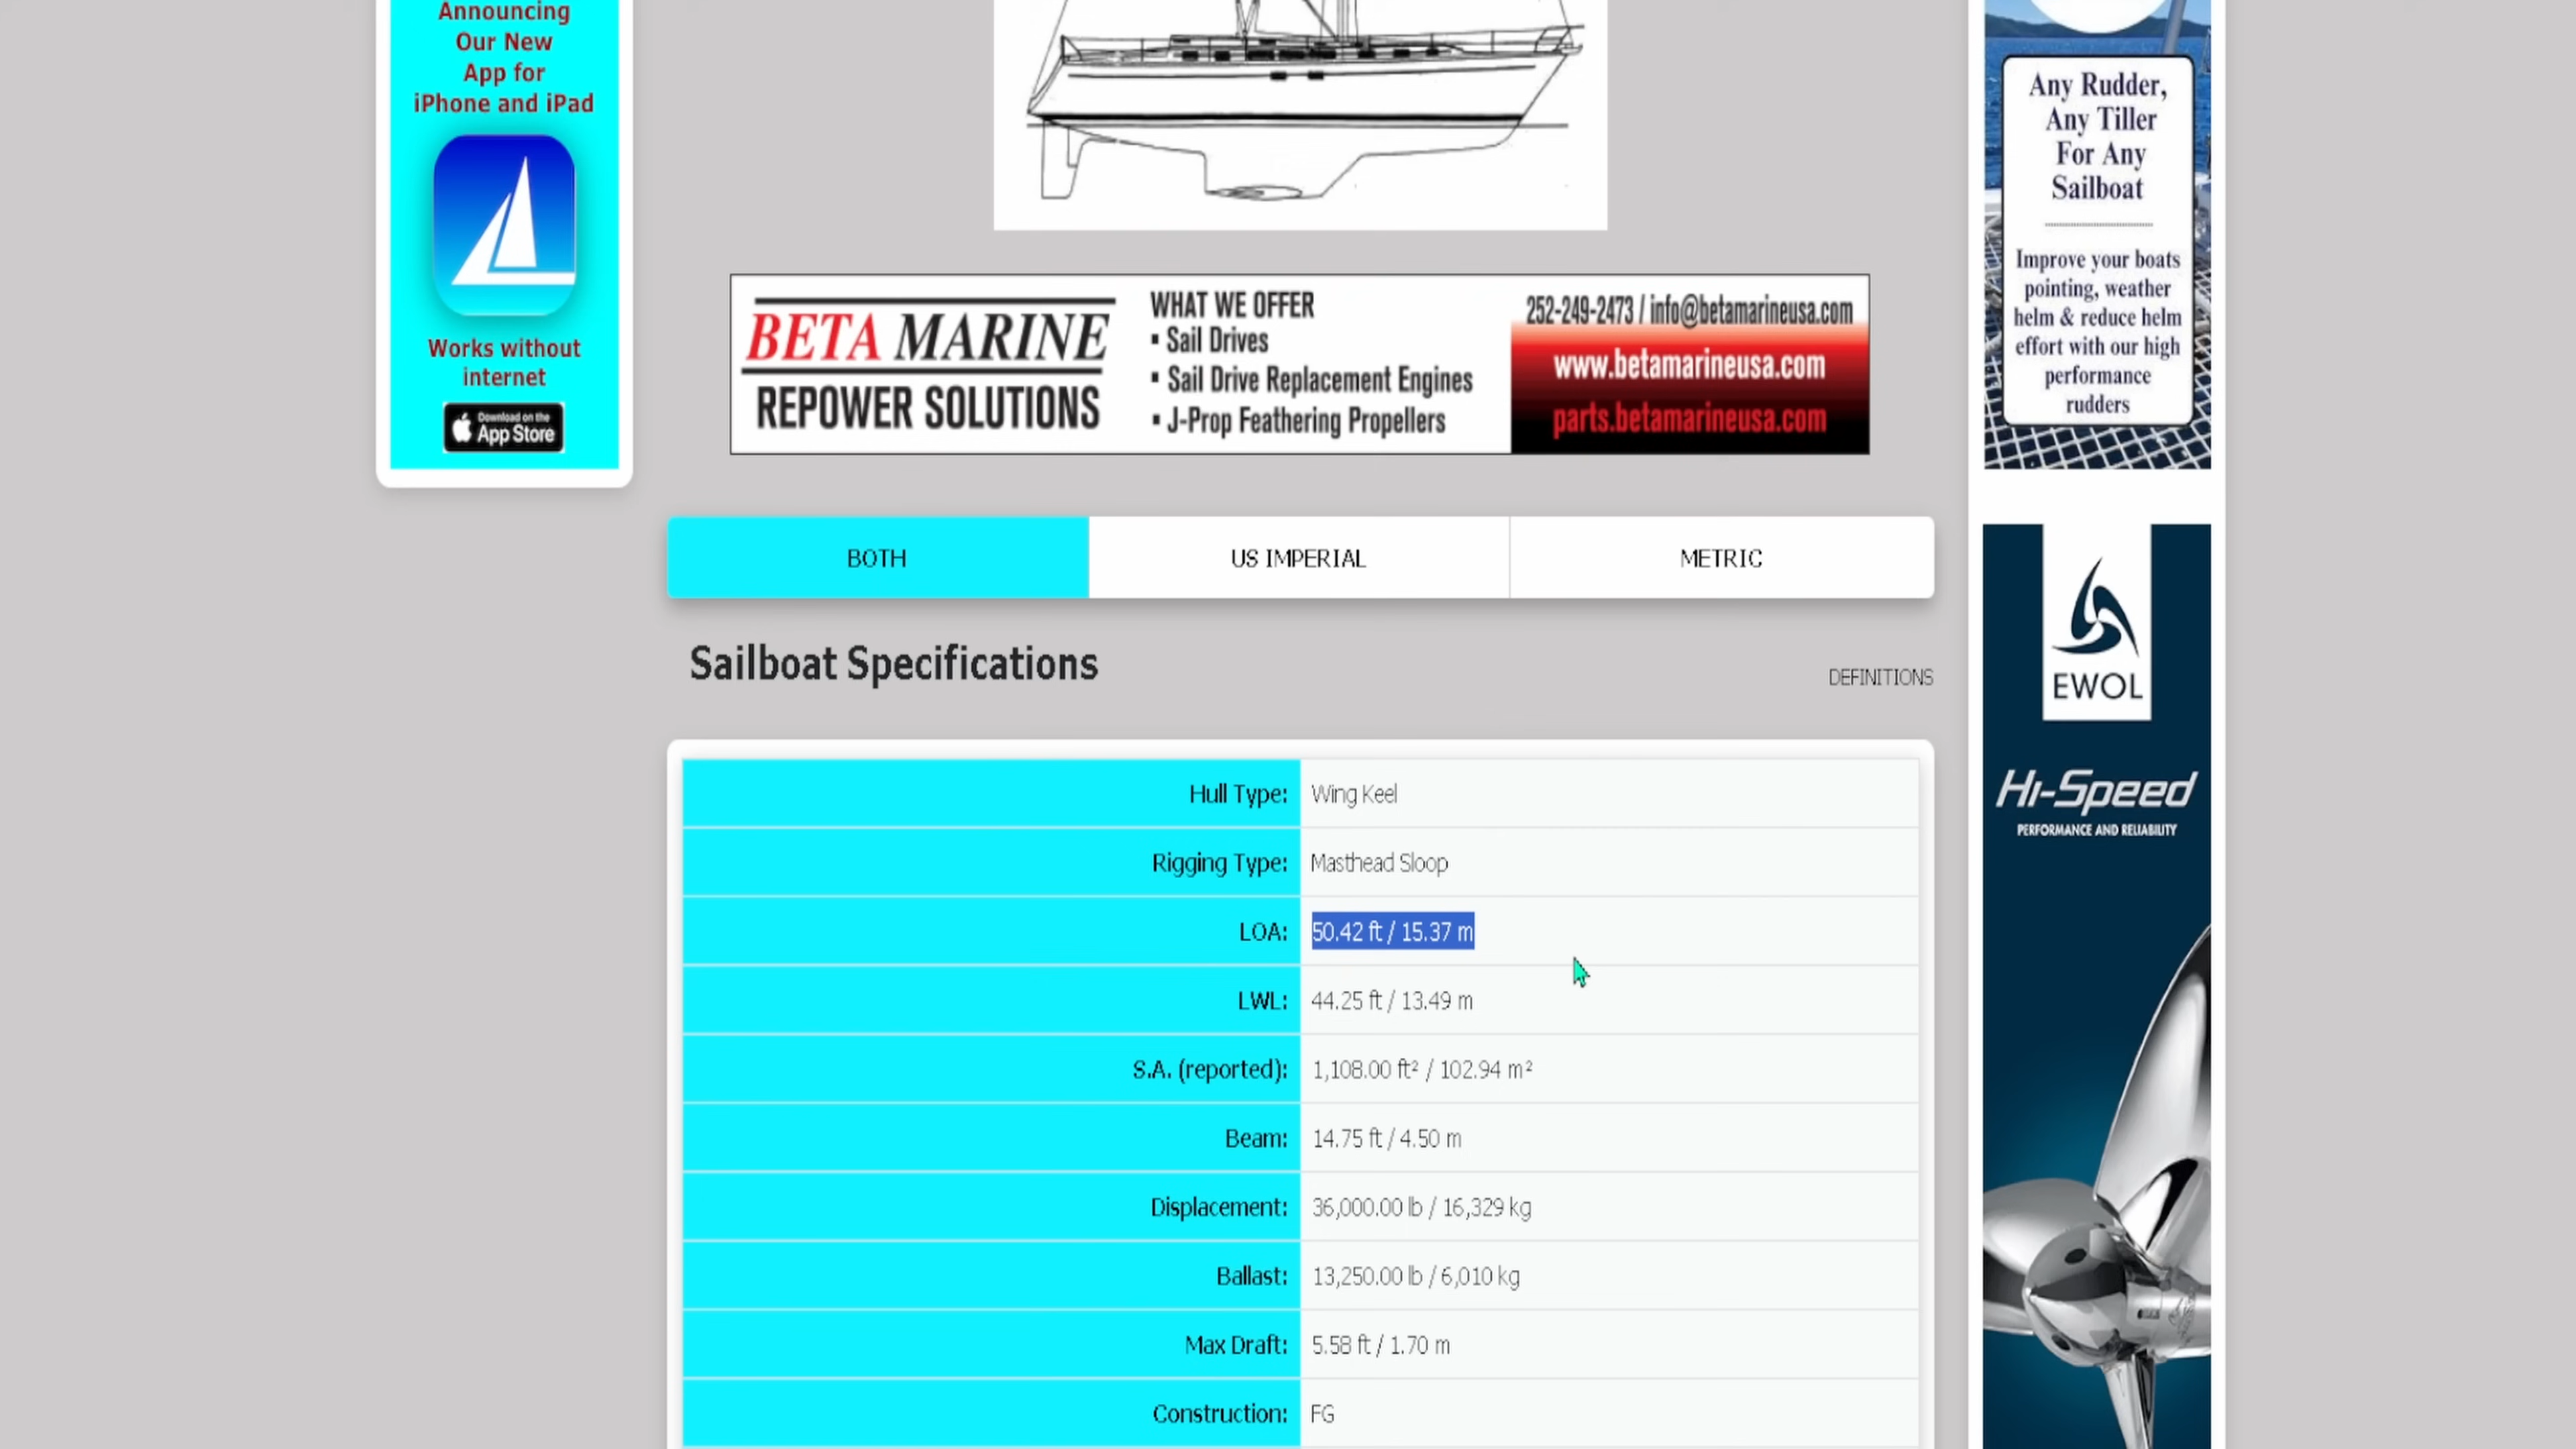 Announcing
Our New
App for
iPhone and iPad
Works without
internet
Download on the
App Store
BETA MARINE
REPOWER SOLUTIONS
WHAT WE OFFER
▪ Sail Drives
▪ Sail Drive Replacement Engines
▪ J-Prop Feathering Propellers
252-249-2473 / info@betamarineusa.com
www.betamarineusa.com
parts.betamarineusa.com
Any Rudder,
Any Tiller
For Any
Sailboat
Improve your boats
pointing, weather
helm & reduce helm
effort with our high
performance
rudders
BOTH
US IMPERIAL
METRIC
Sailboat Specifications
DEFINITIONS
Hull Type: Wing Keel
Rigging Type: Masthead Sloop
LOA: 50.42 ft / 15.37 m
LWL: 44.25 ft / 13.49 m
S.A. (reported): 1,108.00 ft² / 102.94 m²
Beam: 14.75 ft / 4.50 m
Displacement: 36,000.00 lb / 16,329 kg
Ballast: 13,250.00 lb / 6,010 kg
Max Draft: 5.58 ft / 1.70 m
Construction: FG
EWOL
Hi-Speed
PERFORMANCE AND RELIABILITY